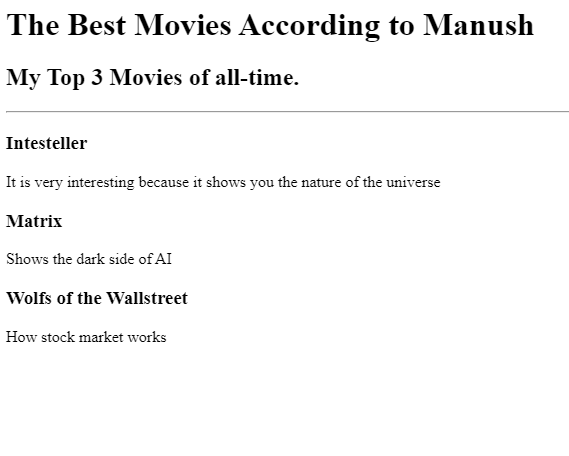 The Best Movies According to Manush
My Top 3 Movies of all-time.
Intesteller
It is very interesting because it shows you the nature of the universe
Matrix
Shows the dark side of AI
Wolfs of the Wallstreet
How stock market works